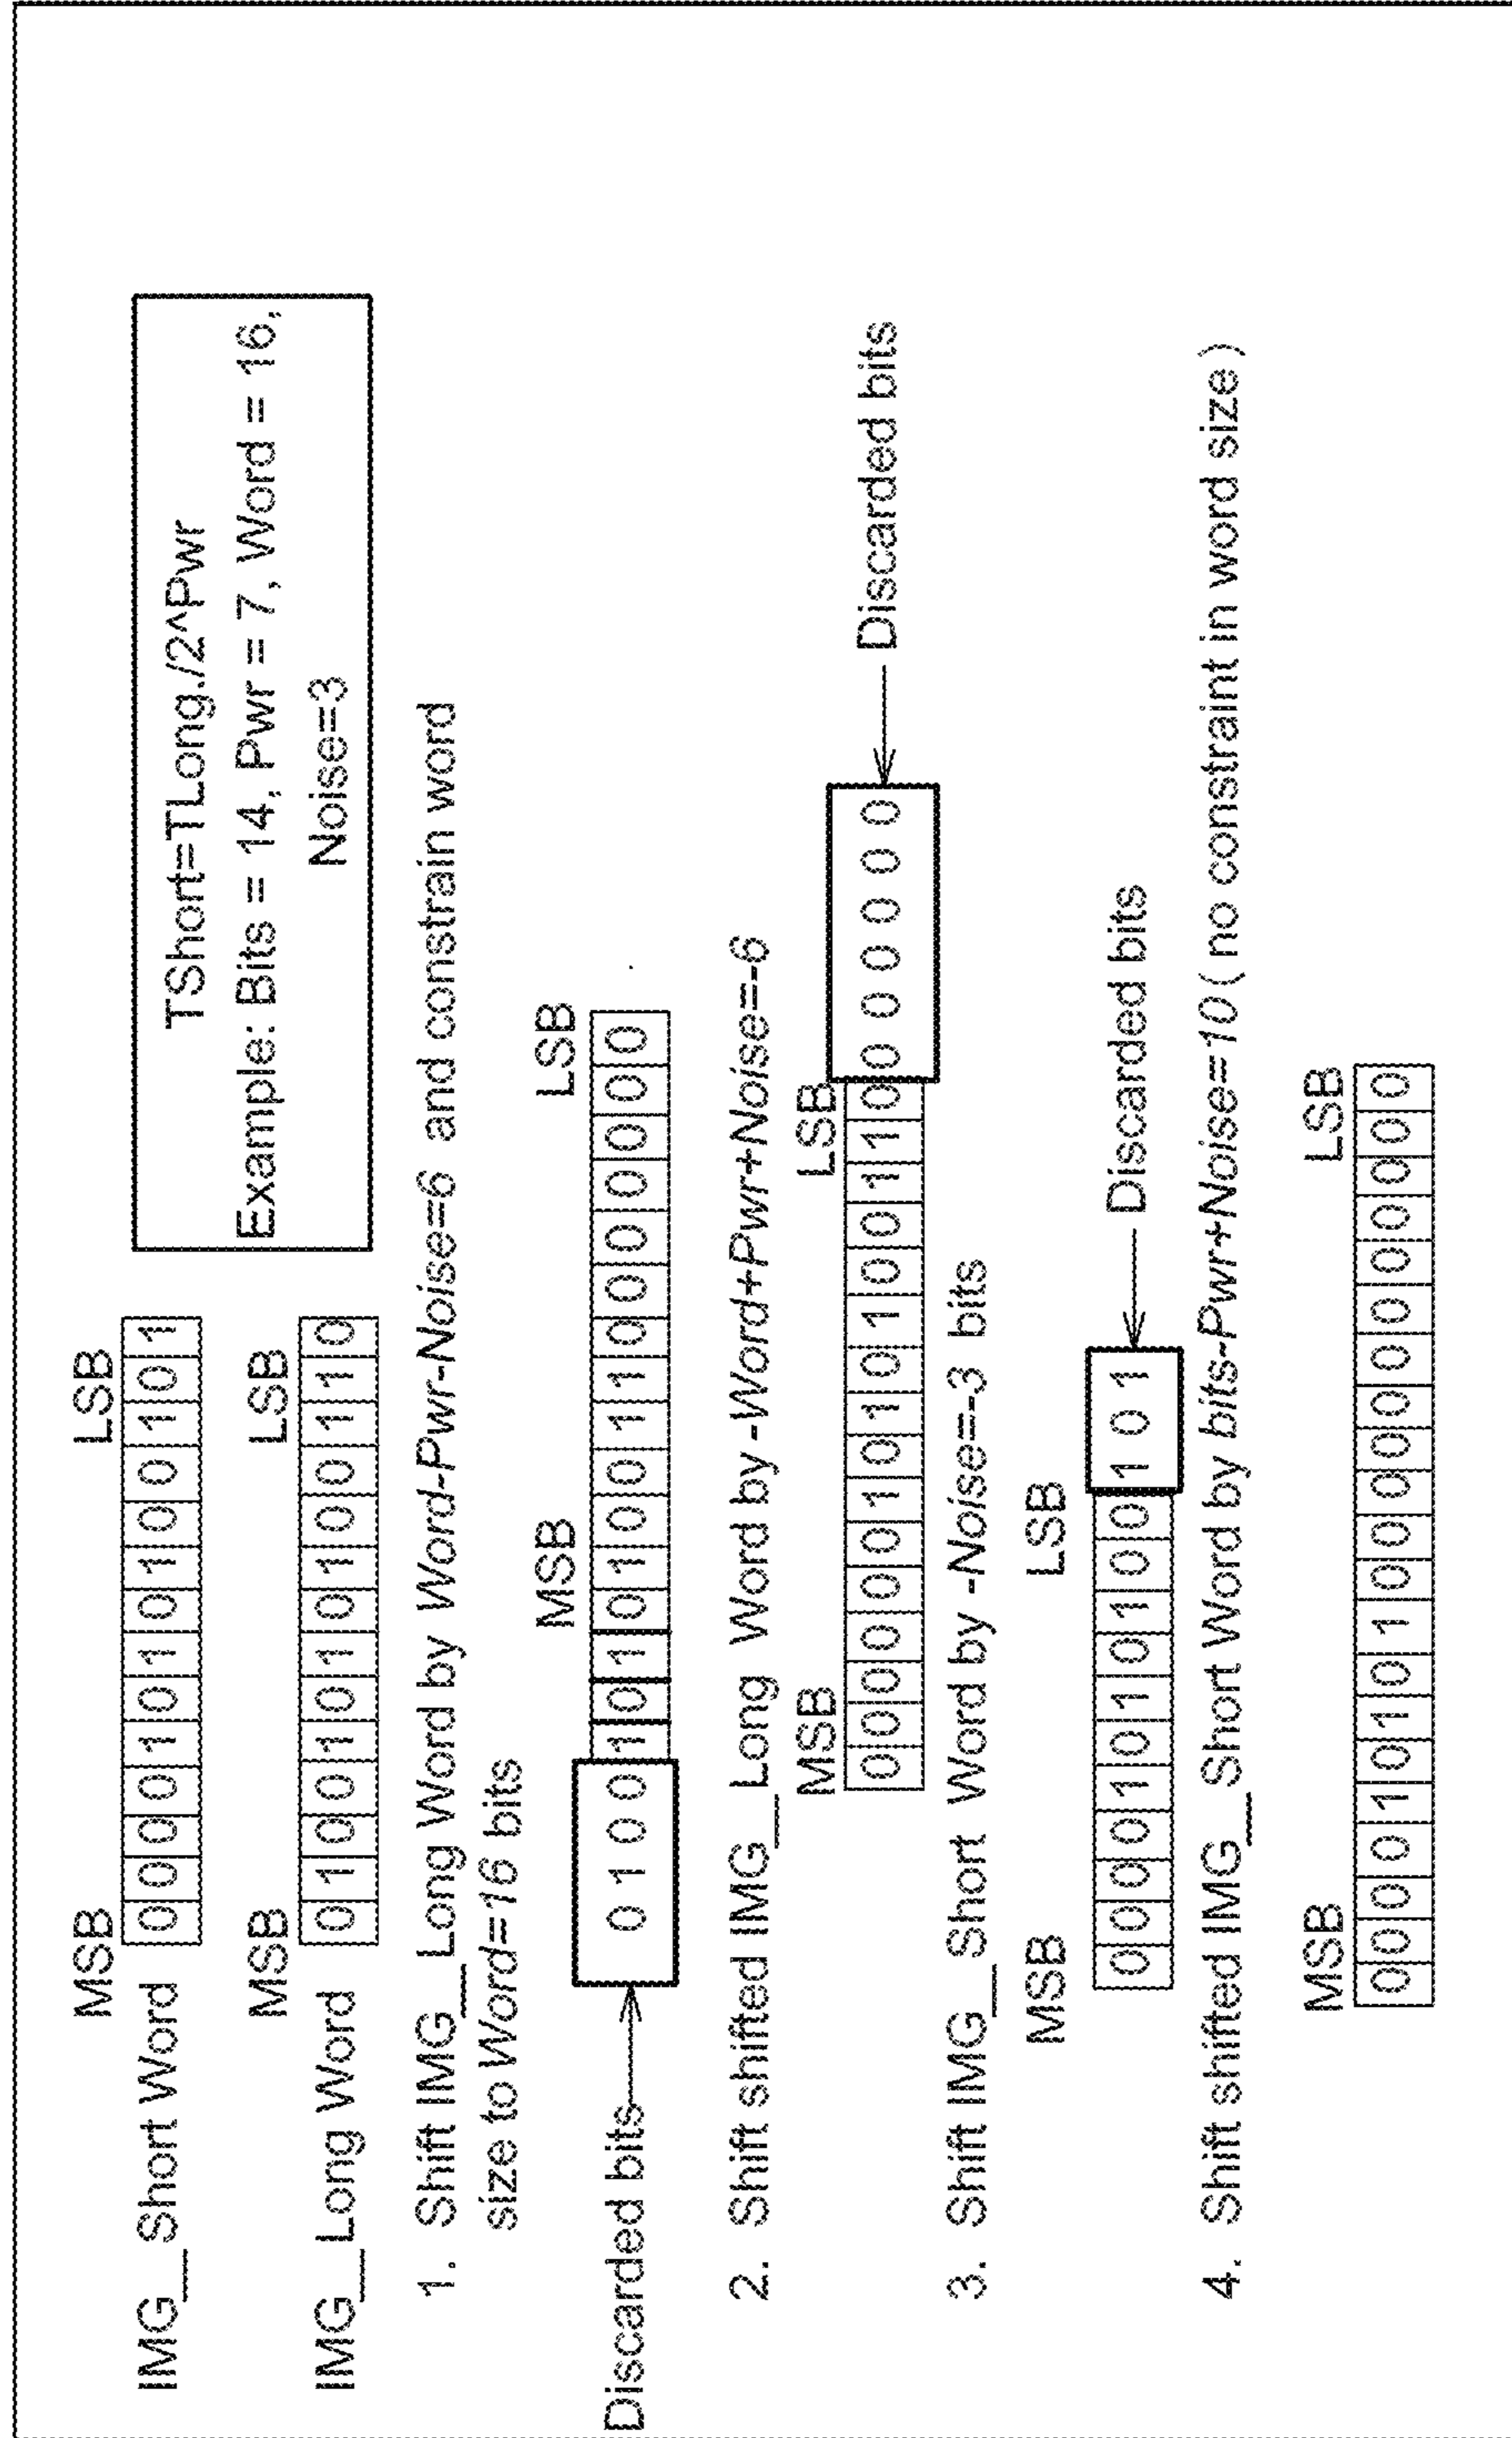 MSB LSB
IMG_Short Word 0 0 0 0 1 0 1 0 1 0 0 1 0 1
MSB LSB
IMG_Long Word 0 1 0 0 1 0 1 0 1 0 0 1 1 0
TShort=TLong./2^Pwr
Example: Bits = 14, Pwr = 7, Word = 16,
Noise=3
1. Shift IMG_Long Word by Word-Pwr-Noise=6 and constrain word
size to Word=16 bits
MSB LSB
Discarded bits 0 1 0 0 1 0 1 0 1 0 0 1 1 0 0 0 0 0 0 0
2. Shift shifted IMG_Long Word by -Word+Pwr+Noise=-6
MSB LSB
0 0 0 0 0 0 1 0 1 0 1 0 0 1 1 0 0 0 0 0 0 0 Discarded bits
3. Shift IMG_Short Word by -Noise=-3 bits
MSB LSB
0 0 0 0 1 0 1 0 1 0 0 1 0 1 Discarded bits
4. Shift shifted IMG_Short Word by bits-Pwr+Noise=10 ( no constraint in word size)
MSB LSB
0 0 0 0 1 0 1 0 1 0 0 0 0 0 0 0 0 0 0 0 0